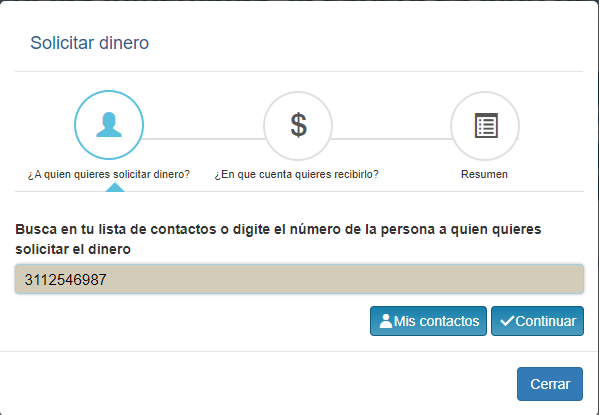 Solicitar dinero
$
¿A quien quieres solicitar dinero?
¿En que cuenta quieres recibirlo?
Resumen
Busca en tu lista de contactos o digite el número de la persona a quien quieres
solicitar el dinero
3112546987
Mis contactos
Continuar
Cerrar